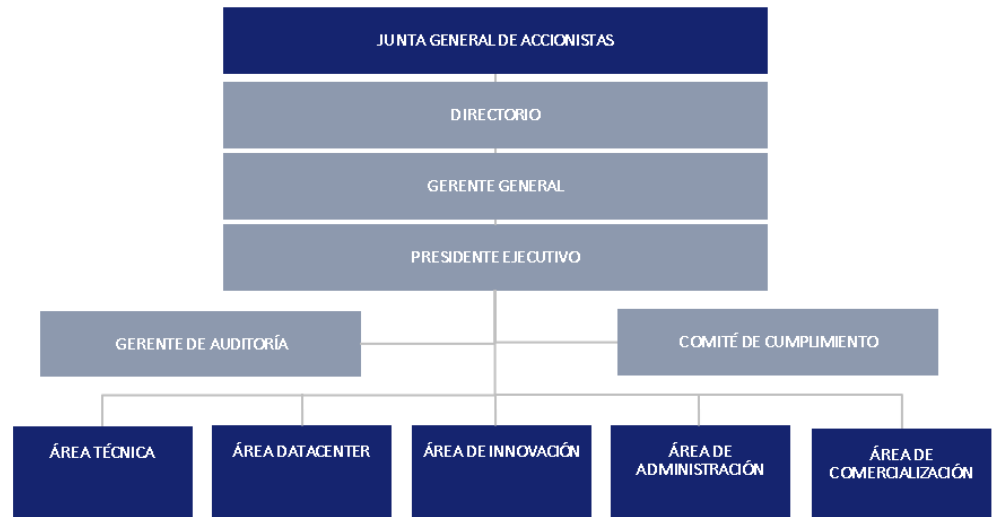 JUNTA GENERAL DE ACCIONISTAS
DIRECTORIO
GERENTE GENERAL
PRESIDENTE EJECUTIVO
GERENTE DE AUDITORÍA
COMITÉ DE CUMPLIMIENTO
ÁREA TÉCNICA
ÁREA DATACENTER
ÁREA DE INNOVACIÓN
ÁREA DE
ADMINISTRACIÓN
ÁREA DE
COMERCIALIZACIÓN